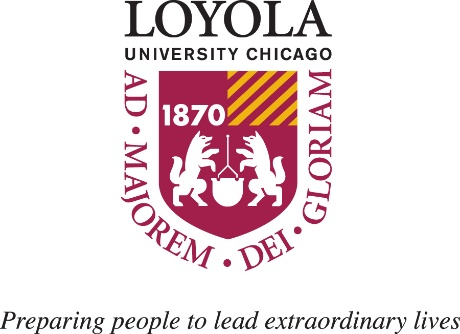 LOYOLA
UNIVERSITY CHICAGO
AD • MAJOREM • DEI • GLORIAM
1870
Preparing people to lead extraordinary lives